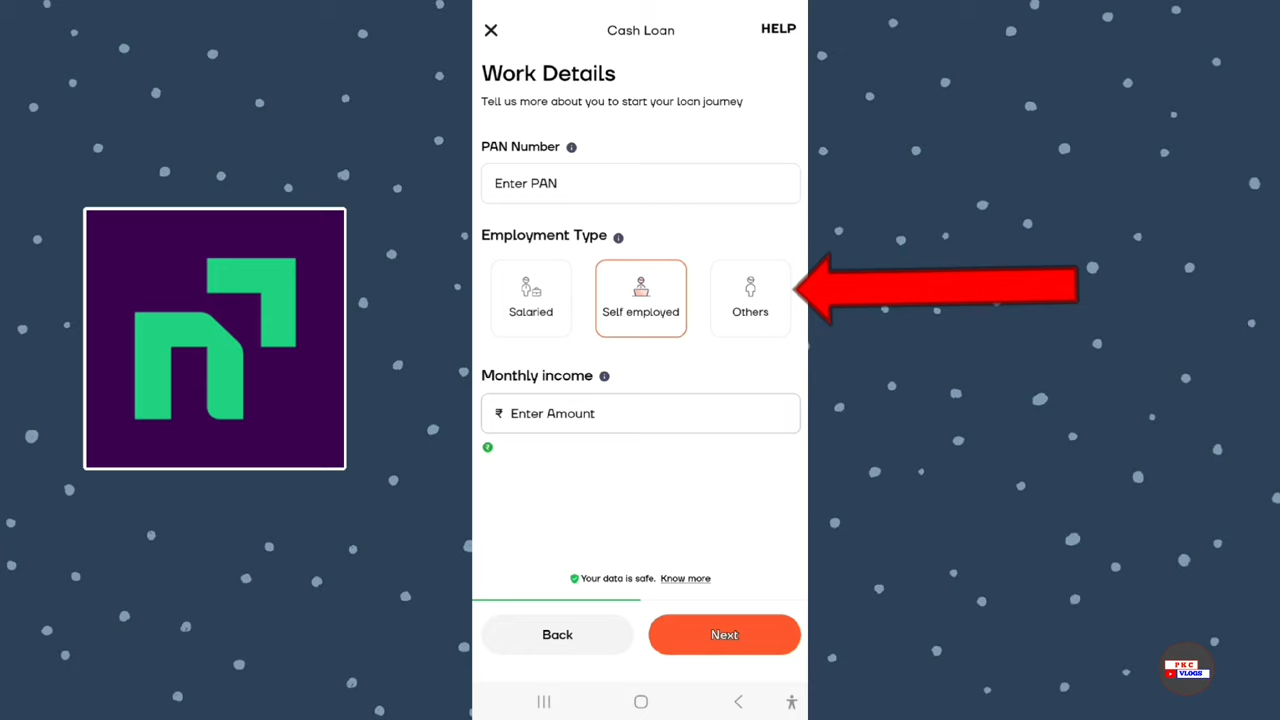 Cash Loan
HELP
Work Details
Tell us more about you to start your loan journey
PAN Number
Enter PAN
Employment Type
Salaried
Self employed
Others
Monthly income
₹ Enter Amount
Your data is safe. Know more
Back
Next
PKC
VLOGS